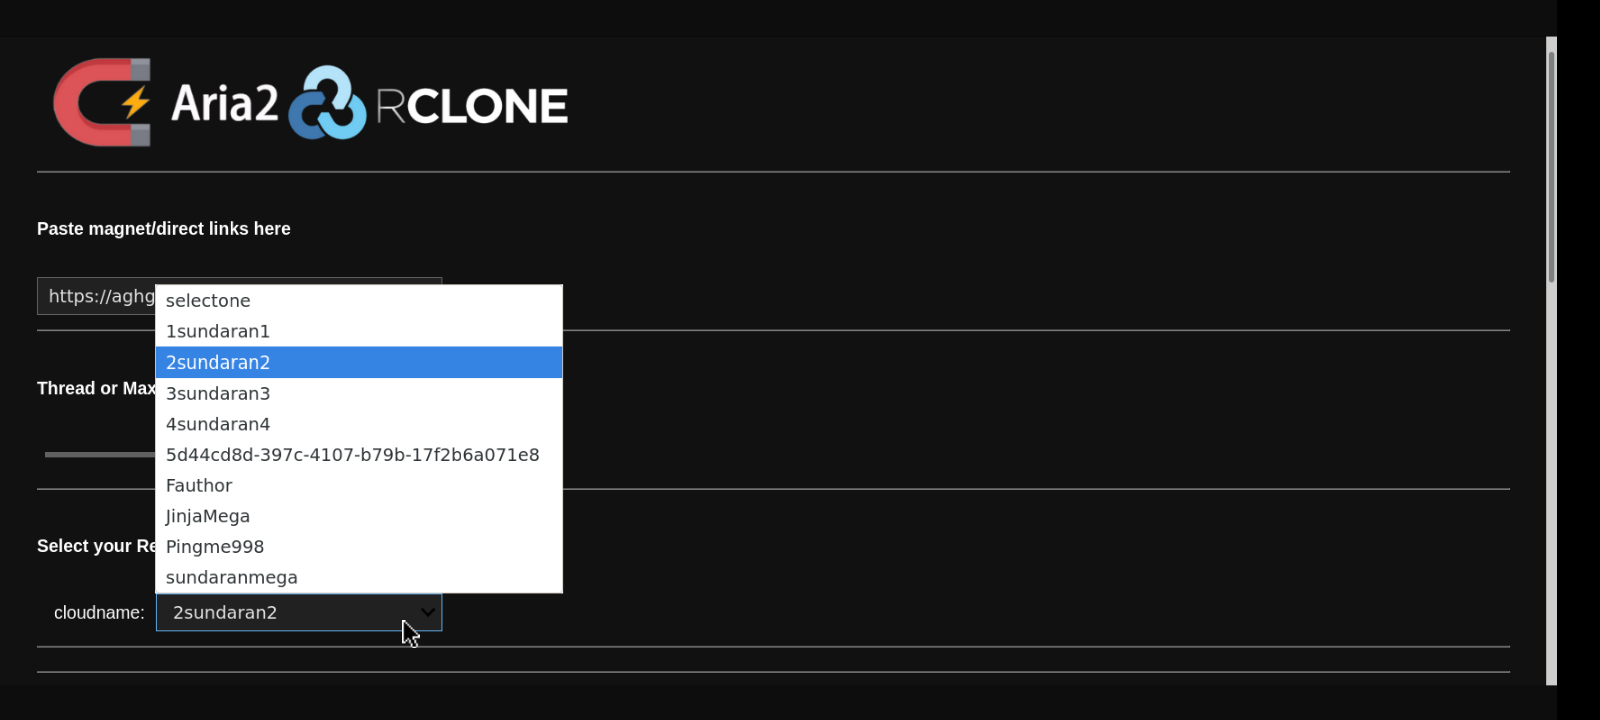 Aria2 RCLONE
Paste magnet/direct links here
https://aghg
selectone
1sundaran1
2sundaran2
Thread or Max
3sundaran3
4sundaran4
5d44cd8d-397c-4107-b79b-17f2b6a071e8
Fauthor
JinjaMega
Select your Re
Pingme998
sundaranmega
cloudname: 2sundaran2